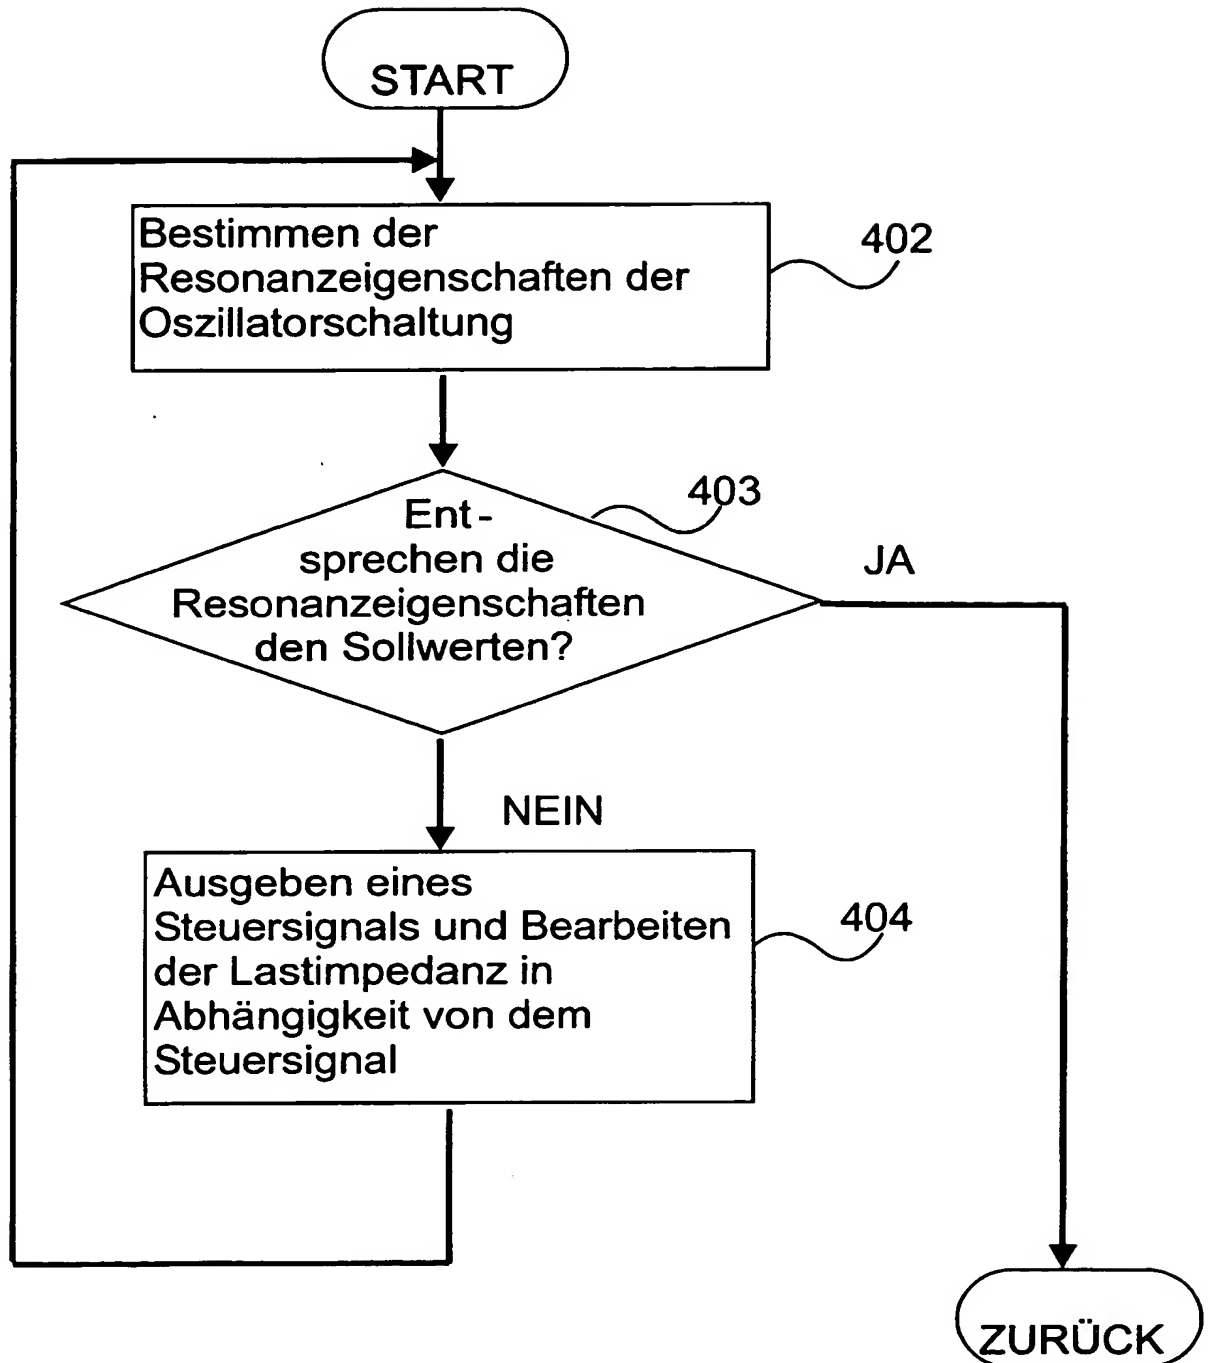 START
Bestimmen der
Resonanzeigenschaften der
Oszillatorschaltung
402
Ent-
sprechen die
Resonanzeigenschaften
den Sollwerten?
403
JA
NEIN
Ausgeben eines
Steuersignals und Bearbeiten
der Lastimpedanz in
Abhängigkeit von dem
Steuersignal
404
ZURÜCK